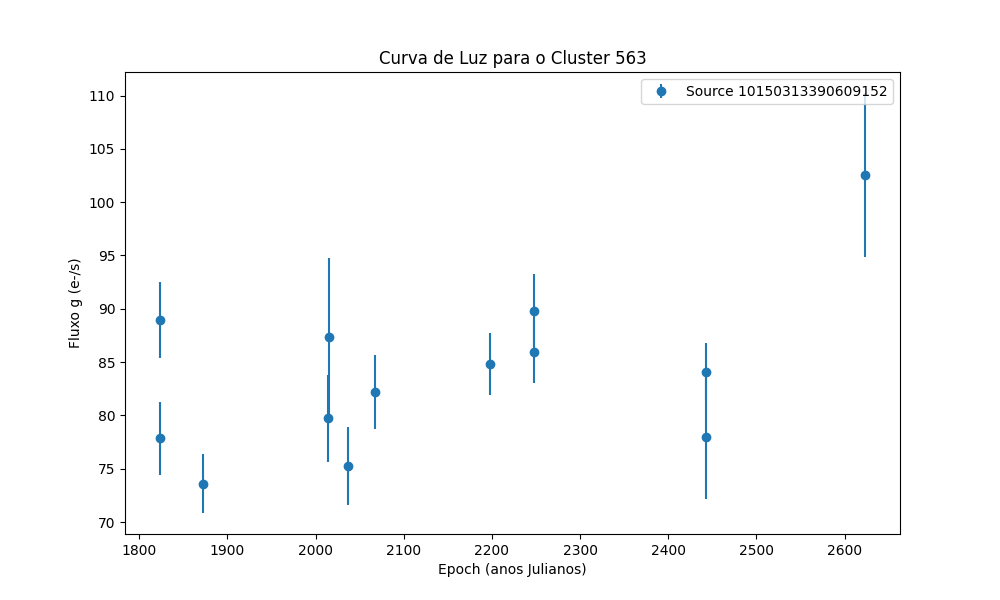 Curva de Luz para o Cluster 563
Source 10150313390609152
Fluxo g (e-/s)
110
105
100
95
90
85
80
75
70
1800 1900 2000 2100 2200 2300 2400 2500 2600
Epoch (anos Julianos)